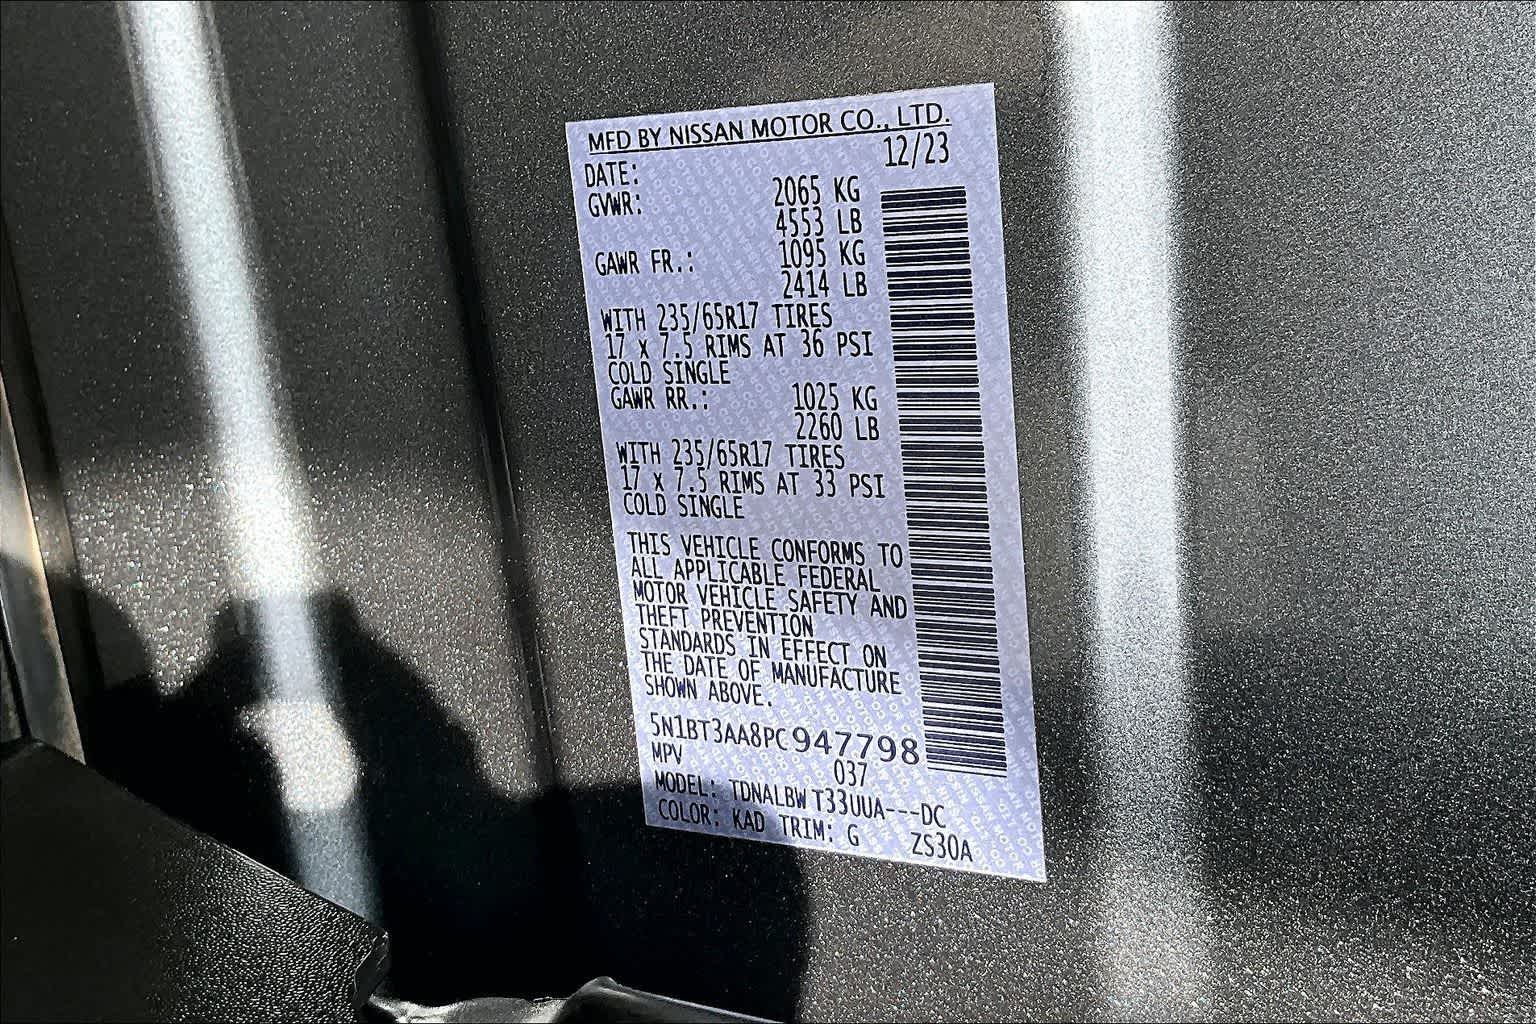 MFD BY NISSAN MOTOR CO., LTD.
DATE: 12/23
GVWR: 2065 KG
4553 LB
GAWR FR.: 1095 KG
2414 LB
WITH 235/65R17 TIRES
17 x 7.5 RIMS AT 36 PSI
COLD SINGLE
GAWR RR.: 1025 KG
2260 LB
WITH 235/65R17 TIRES
17 x 7.5 RIMS AT 33 PSI
COLD SINGLE
THIS VEHICLE CONFORMS TO
ALL APPLICABLE FEDERAL
MOTOR VEHICLE SAFETY AND
THEFT PREVENTION
STANDARDS IN EFFECT ON
THE DATE OF MANUFACTURE
SHOWN ABOVE.
5N1BT3AA8PC947798
MPV 037
MODEL: TDNALBW T33UUA---DC
COLOR: KAD TRIM: G ZS30A